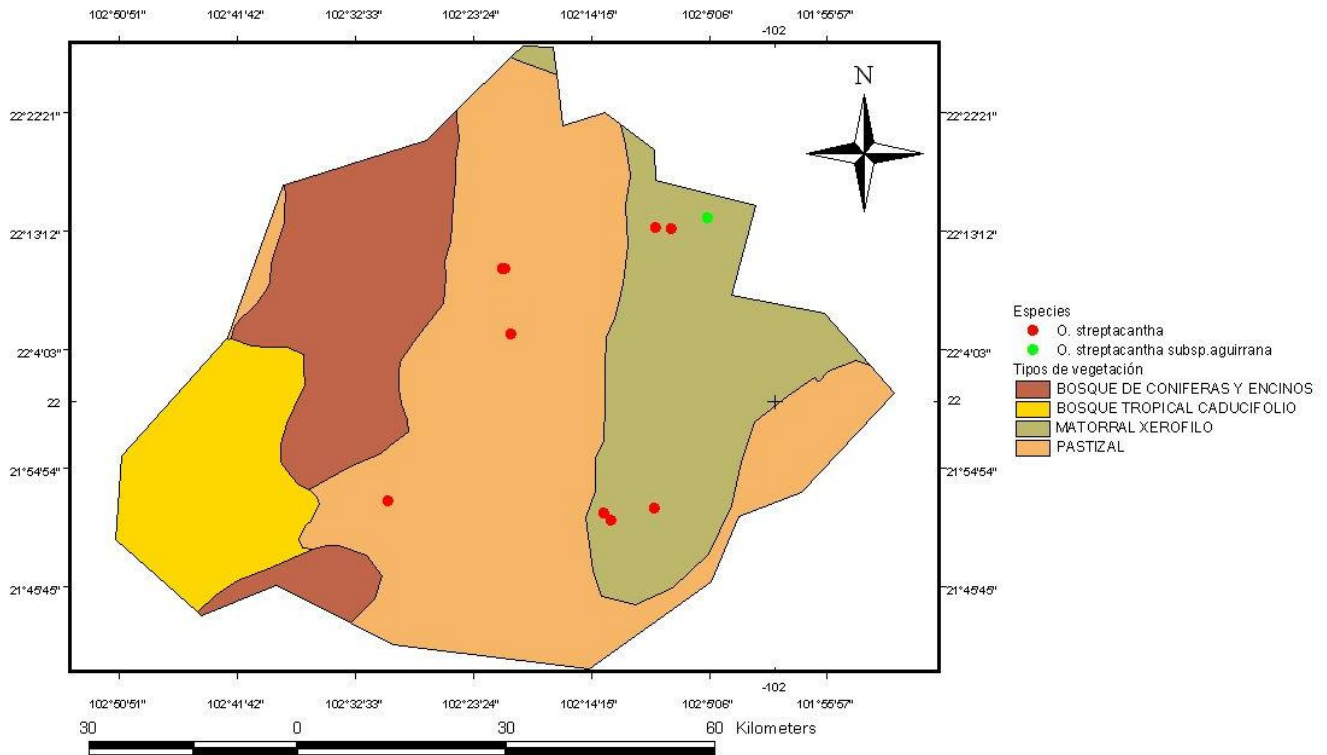 102°50'51" 102°41'42" 102°32'33" 102°23'24" 102°14'15" 102°5'06" 101°55'57"
-102
N
22°22'21" 22°22'21"
22°13'12" 22°13'12"
Especies
O. streptacantha
O. streptacantha subsp.aguirrana
22°4'03" 22°4'03"
Tipos de vegetación
BOSQUE DE CONIFERAS Y ENCINOS
22 22
BOSQUE TROPICAL CADUCIFOLIO
MATORRAL XEROFILO
PASTIZAL
21°54'54" 21°54'54"
21°45'45" 21°45'45"
-102
102°50'51" 102°41'42" 102°32'33" 102°23'24" 102°14'15" 102°5'06" 101°55'57"
30 0 30 60 Kilometers